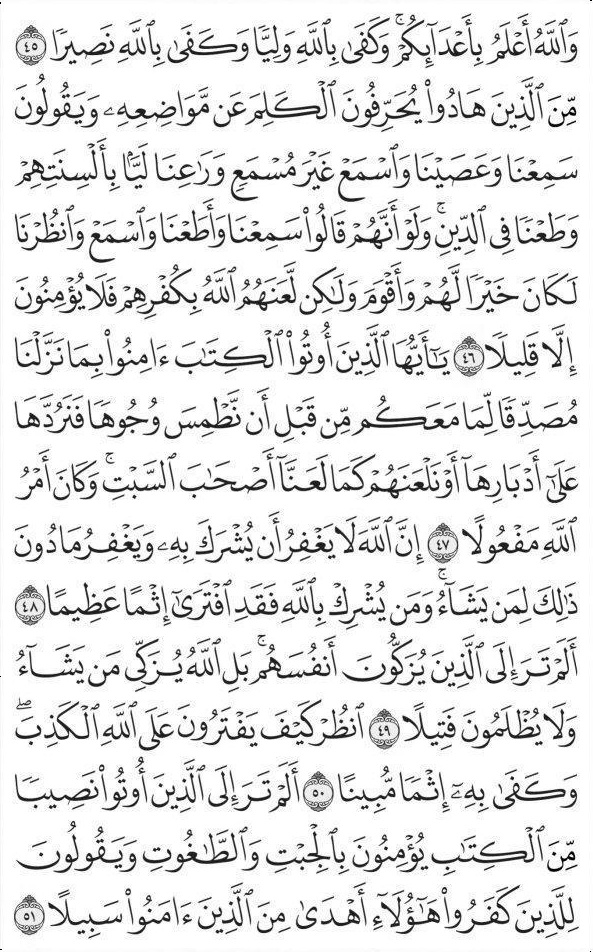 وَٱللَّهُ أَعْلَمُ بِأَعْدَآئِكُمْ ۚ وَكَفَىٰ بِٱللَّهِ وَلِيًّا وَكَفَىٰ بِٱللَّهِ نَصِيرًا ٤٥
مِّنَ ٱلَّذِينَ هَادُوا۟ يُحَرِّفُونَ ٱلْكَلِمَ عَن مَّوَاضِعِهِۦ وَيَقُولُونَ
سَمِعْنَا وَعَصَيْنَا وَٱسْمَعْ غَيْرَ مُسْمَعٍ وَرَٰعِنَا لَيًّۢا بِأَلْسِنَتِهِمْ
وَطَعْنًا فِى ٱلدِّينِ ۚ وَلَوْ أَنَّهُمْ قَالُوا۟ سَمِعْنَا وَأَطَعْنَا وَٱسْمَعْ وَٱنظُرْنَا
لَكَانَ خَيْرًا لَّهُمْ وَأَقْوَمَ وَلَٰكِن لَّعَنَهُمُ ٱللَّهُ بِكُفْرِهِمْ فَلَا يُؤْمِنُونَ
إِلَّا قَلِيلًا ٤٦ يَٰٓأَيُّهَا ٱلَّذِينَ أُوتُوا۟ ٱلْكِتَٰبَ ءَامِنُوا۟ بِمَا نَزَّلْنَا
مُصَدِّقًا لِّمَا مَعَكُم مِّن قَبْلِ أَن نَّطْمِسَ وُجُوهًا فَنَرُدَّهَا
عَلَىٰٓ أَدْبَارِهَآ أَوْ نَلْعَنَهُمْ كَمَا لَعَنَّآ أَصْحَٰبَ ٱلسَّبْتِ ۚ وَكَانَ أَمْرُ
ٱللَّهِ مَفْعُولًا ٤٧ إِنَّ ٱللَّهَ لَا يَغْفِرُ أَن يُشْرَكَ بِهِۦ وَيَغْفِرُ مَا دُونَ
ذَٰلِكَ لِمَن يَشَآءُ ۚ وَمَن يُشْرِكْ بِٱللَّهِ فَقَدِ ٱفْتَرَىٰٓ إِثْمًا عَظِيمًا ٤٨
أَلَمْ تَرَ إِلَى ٱلَّذِينَ يُزَكُّونَ أَنفُسَهُم ۚ بَلِ ٱللَّهُ يُزَكِّى مَن يَشَآءُ
وَلَا يُظْلَمُونَ فَتِيلًا ٤٩ ٱنظُرْ كَيْفَ يَفْتَرُونَ عَلَى ٱللَّهِ ٱلْكَذِبَ ۖ
وَكَفَىٰ بِهِۦٓ إِثْمًا مُّبِينًا ٥٠ أَلَمْ تَرَ إِلَى ٱلَّذِينَ أُوتُوا۟ نَصِيبًا
مِّنَ ٱلْكِتَٰبِ يُؤْمِنُونَ بِٱلْجِبْتِ وَٱلطَّٰغُوتِ وَيَقُولُونَ
لِلَّذِينَ كَفَرُوا۟ هَٰٓؤُلَآءِ أَهْدَىٰ مِنَ ٱلَّذِينَ ءَامَنُوا۟ سَبِيلًا ٥١